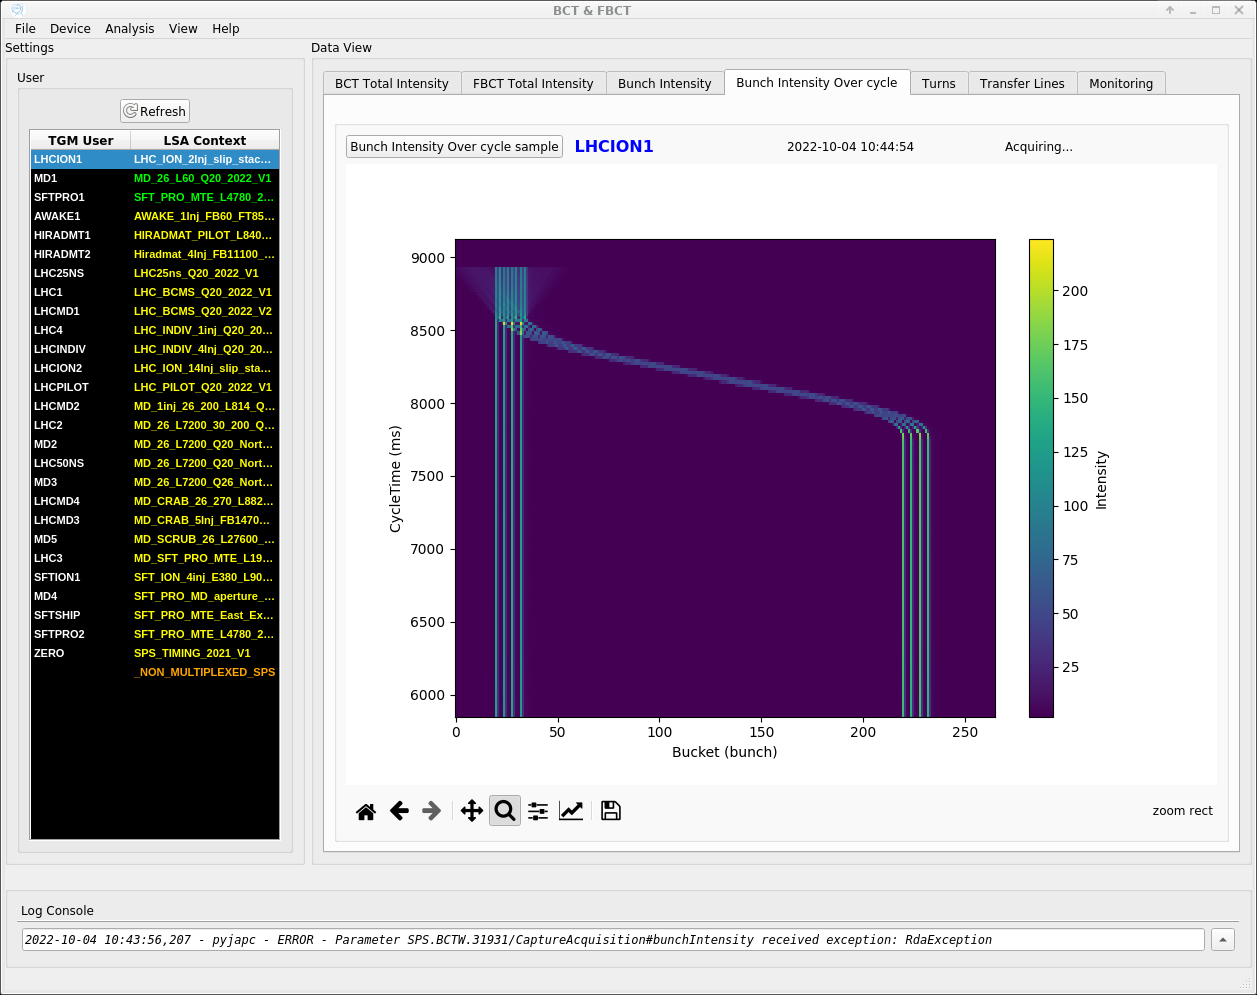 BCT & FBCT
File Device Analysis View Help
Settings
Data View
User
Refresh
TGM User LSA Context
LHCION1 LHC_ION_2Inj_slip_stac...
MD1 MD_26_L60_Q20_2022_V1
SFTPRO1 SFT_PRO_MTE_L4780_2...
AWAKE1 AWAKE_1Inj_FB60_FT85...
HIRADMT1 HIRADMAT_PILOT_L840...
HIRADMT2 Hiradmat_4Inj_FB11100_...
LHC25NS LHC25ns_Q20_2022_V1
LHC1 LHC_BCMS_Q20_2022_V1
LHCMD1 LHC_BCMS_Q20_2022_V2
LHC4 LHC_INDIV_1inj_Q20_20...
LHCINDIV LHC_INDIV_4Inj_Q20_20...
LHCION2 LHC_ION_14Inj_slip_sta...
LHCPILOT LHC_PILOT_Q20_2022_V1
LHCMD2 MD_1inj_26_200_L814_Q...
LHC2 MD_26_L7200_30_200_Q...
MD2 MD_26_L7200_Q20_Nort...
LHC50NS MD_26_L7200_Q20_Nort...
MD3 MD_26_L7200_Q26_Nort...
LHCMD4 MD_CRAB_26_270_L882...
LHCMD3 MD_CRAB_5Inj_FB1470...
MD5 MD_SCRUB_26_L27600_...
LHC3 MD_SFT_PRO_MTE_L19...
SFTION1 SFT_ION_4inj_E380_L90...
MD4 SFT_PRO_MD_aperture_...
SFTSHIP SFT_PRO_MTE_East_Ex...
SFTPRO2 SFT_PRO_MTE_L4780_2...
ZERO SPS_TIMING_2021_V1
_NON_MULTIPLEXED_SPS
BCT Total Intensity FBCT Total Intensity Bunch Intensity Bunch Intensity Over cycle Turns Transfer Lines Monitoring
Bunch Intensity Over cycle sample LHCION1 2022-10-04 10:44:54 Acquiring...
9000
8500
8000
7500
7000
6500
6000
CycleTime (ms)
0 50 100 150 200 250
Bucket (bunch)
200
175
150
125
100
75
50
25
Intensity
zoom rect
Log Console
2022-10-04 10:43:56,207 - pyjapc - ERROR - Parameter SPS.BCTW.31931/CaptureAcquisition#bunchIntensity received exception: RdaException